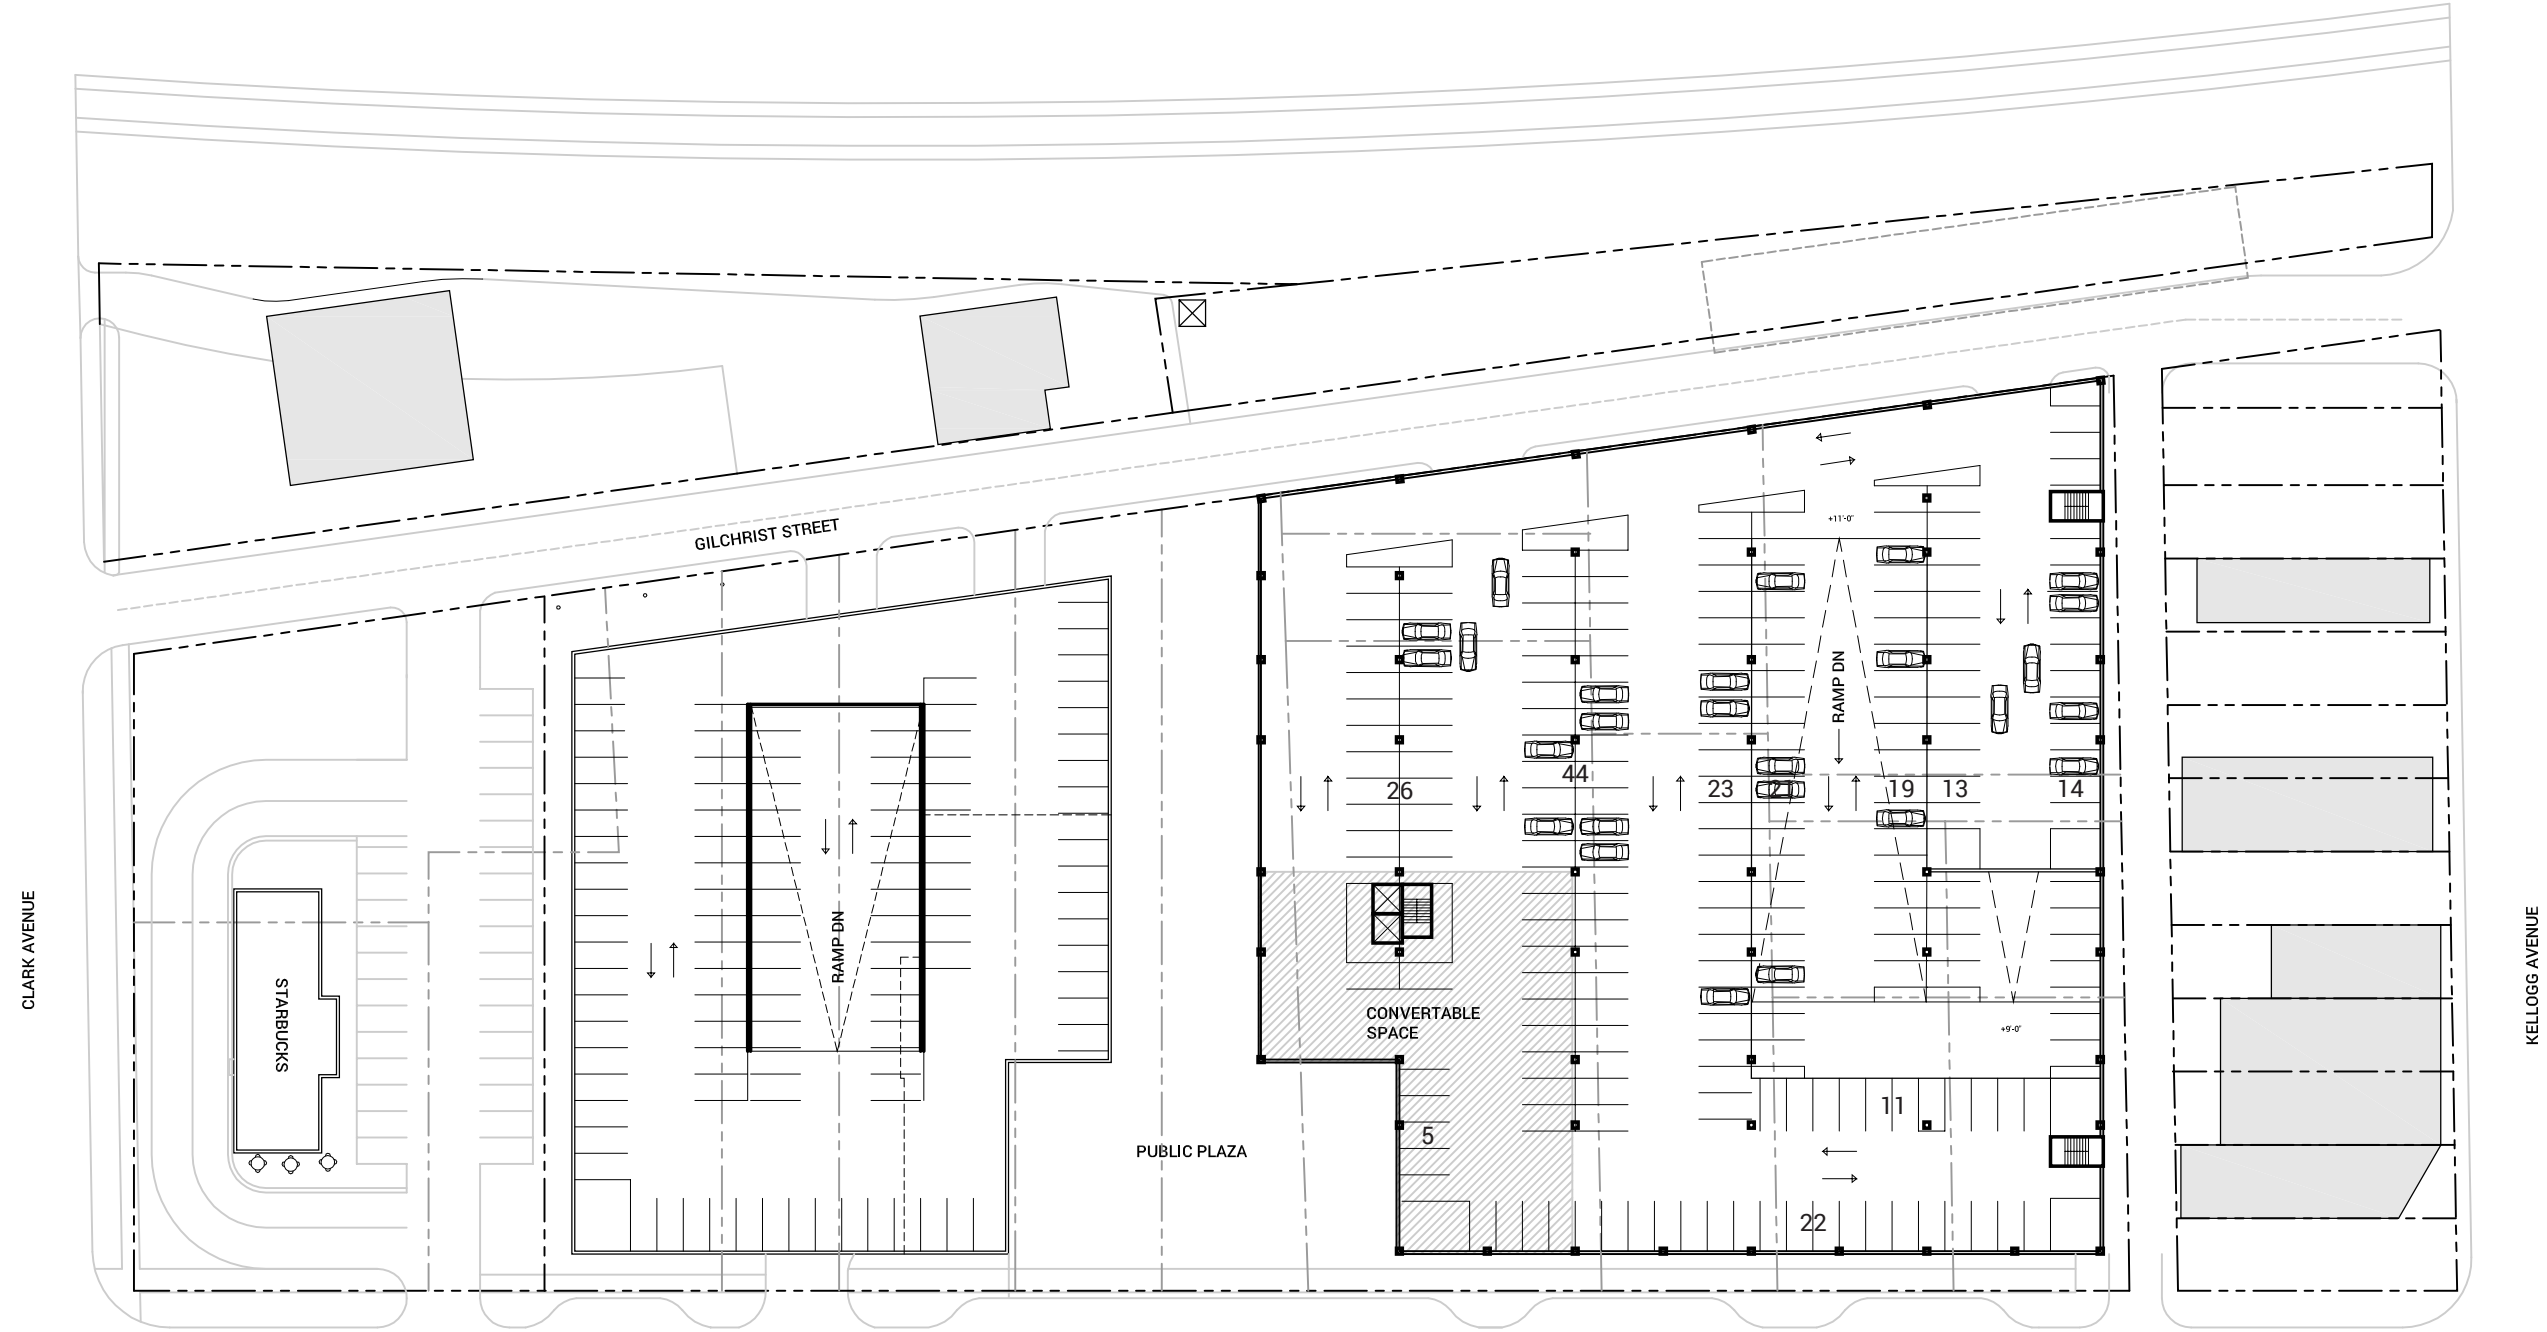 GILCHRIST STREET
+11'-0"
RAMP DN
44
26
23
21
19
13
14
CLARK AVENUE
STARBUCKS
RAMP DN
KELLOGG AVENUE
CONVERTABLE
SPACE
+9'-0"
11
5
PUBLIC PLAZA
22